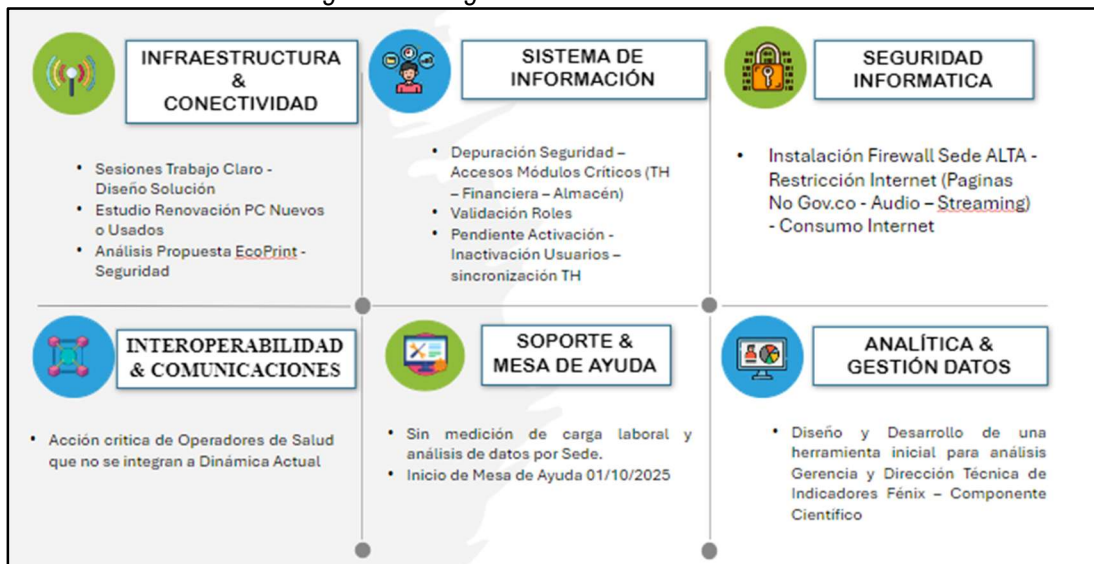 INFRAESTRUCTURA
&
CONECTIVIDAD
• Sesiones Trabajo Claro -
Diseño Solución
• Estudio Renovación PC Nuevos
o Usados
• Análisis Propuesta EcoPrint -
Seguridad
SISTEMA DE
INFORMACIÓN
• Depuración Seguridad –
Accesos Módulos Críticos (TH
– Financiera – Almacén)
• Validación Roles
• Pendiente Activación -
Inactivación Usuarios –
sincronización TH
SEGURIDAD
INFORMATICA
• Instalación Firewall Sede ALTA -
Restricción Internet (Paginas
No Gov.co - Audio – Streaming)
- Consumo Internet
INTEROPERABILIDAD
& COMUNICACIONES
• Acción critica de Operadores de Salud
que no se integran a Dinámica Actual
SOPORTE &
MESA DE AYUDA
• Sin medición de carga laboral y
análisis de datos por Sede.
• Inicio de Mesa de Ayuda 01/10/2025
ANALÍTICA &
GESTIÓN DATOS
• Diseño y Desarrollo de una
herramienta inicial para análisis
Gerencia y Dirección Técnica de
Indicadores Fénix – Componente
Científico